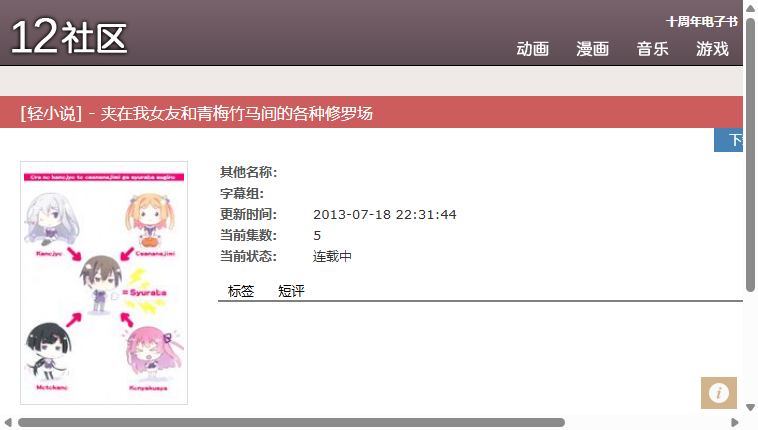 12社区
十周年电子书
动画 漫画 音乐 游戏
[轻小说] - 夹在我女友和青梅竹马间的各种修罗场
下
其他名称：
字幕组：
更新时间： 2013-07-18 22:31:44
当前集数： 5
当前状态： 连载中
标签 短评
Ore no kanojyo to osananajimi ga syuraba sugiru
Kanojyo
Osananajimi
=Syuraba
Motokano
Konyakusya
i